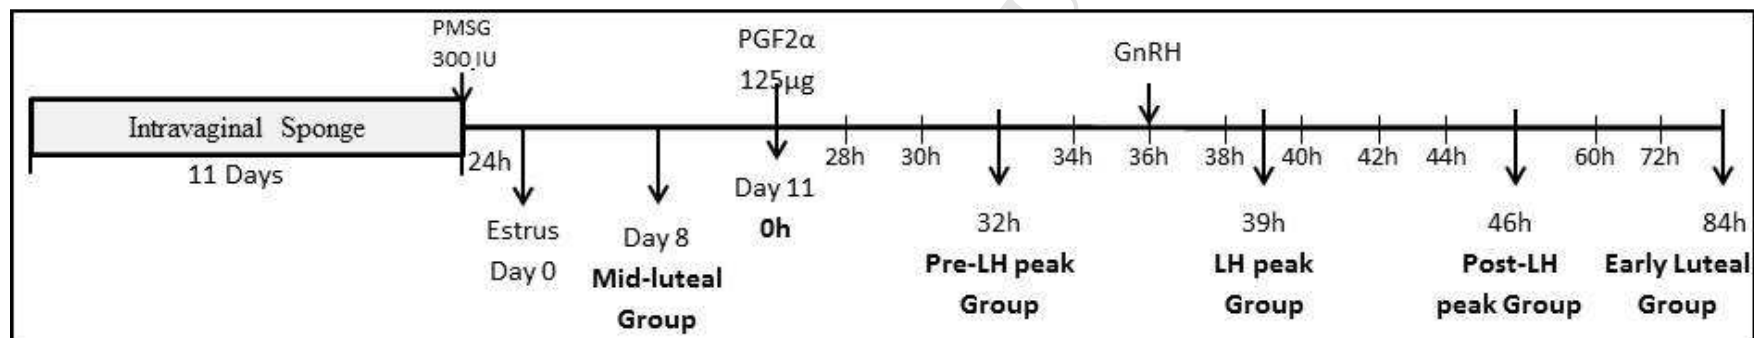 PMSG
300 IU
PGF2α
125µg
GnRH
Intravaginal Sponge
11 Days
24h
28h
30h
34h
36h
38h
40h
42h
44h
60h
72h
Estrus
Day 0
Day 8
Mid-luteal
Group
Day 11
0h
32h
Pre-LH peak
Group
39h
LH peak
Group
46h
Post-LH
peak Group
84h
Early Luteal
Group